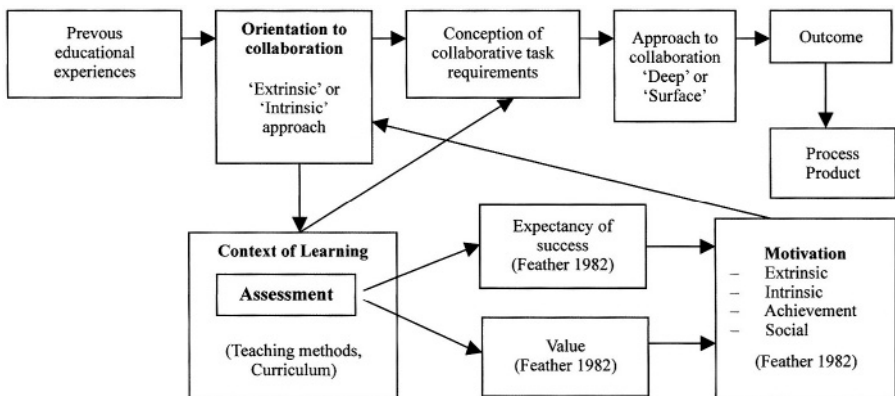 Prevous
educational
experiences
Orientation to
collaboration
‘Extrinsic’ or
‘Intrinsic’
approach
Conception of
collaborative task
requirements
Approach to
collaboration
‘Deep’ or
‘Surface’
Outcome
Process
Product
Context of Learning
Assessment
(Teaching methods,
Curriculum)
Expectancy of
success
(Feather 1982)
Value
(Feather 1982)
Motivation
– Extrinsic
– Intrinsic
– Achievement
– Social
(Feather 1982)